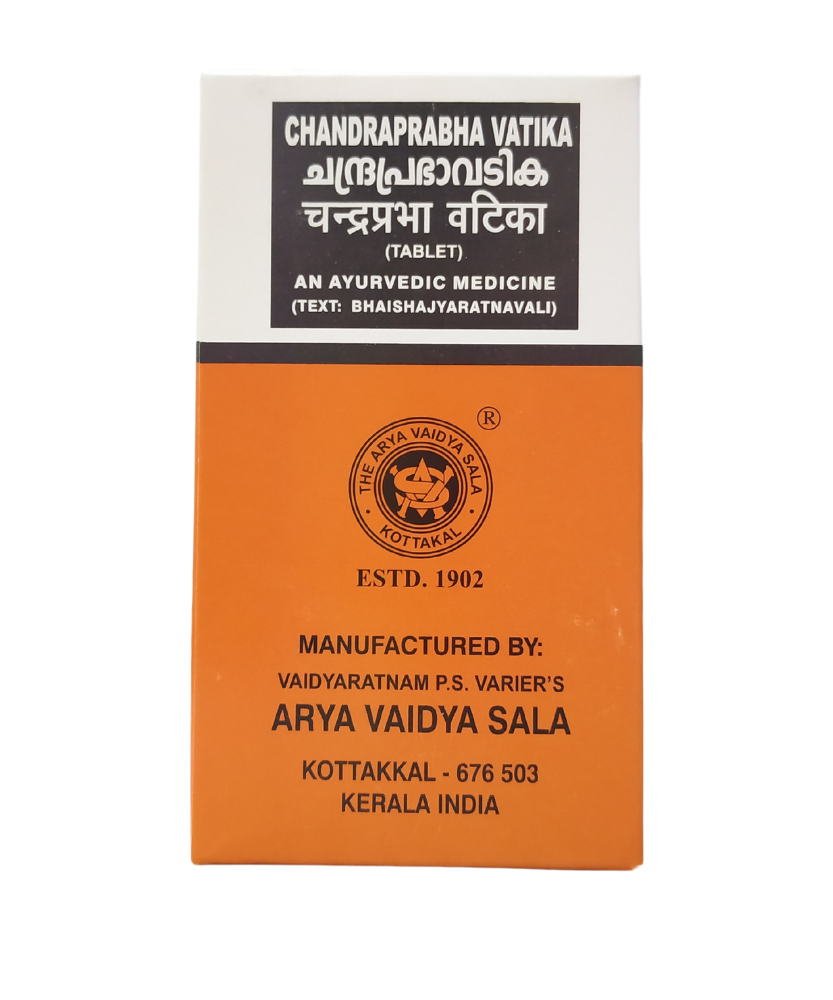 CHANDRAPRABHA VATIKA
ചന്ദ്രപ്രഭാവടിക
चन्द्रप्रभा वटिका
(TABLET)
AN AYURVEDIC MEDICINE
(TEXT: BHAISHAJYARATNAVALI)
®
THE ARYA VAIDYA SALA
KOTTAKAL
ESTD. 1902
MANUFACTURED BY:
VAIDYARATNAM P.S. VARIER'S
ARYA VAIDYA SALA
KOTTAKKAL - 676 503
KERALA INDIA